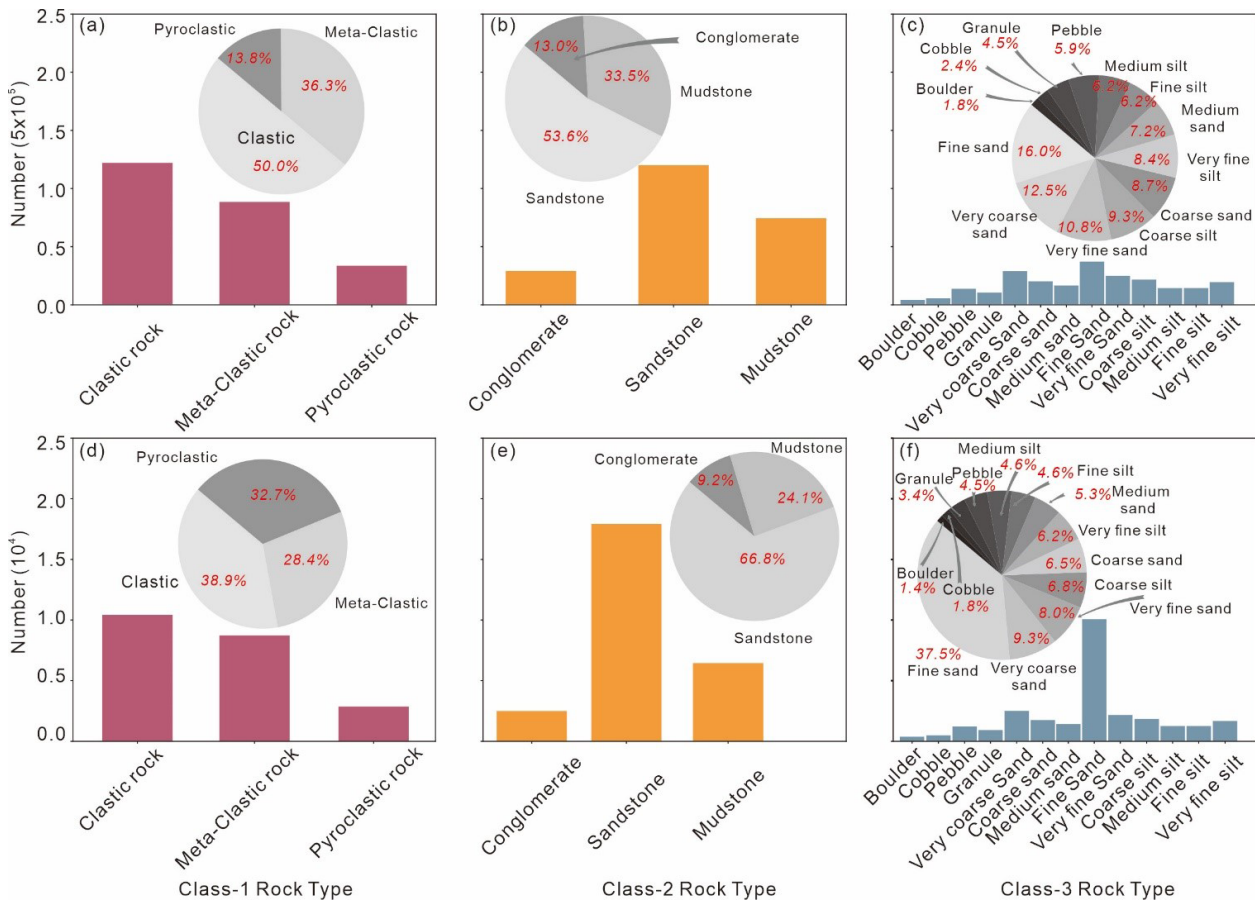 Number (5x10⁵)
2.5
2.0
1.5
1.0
0.5
0.0
(a)
Pyroclastic
Meta-Clastic
13.8%
36.3%
Clastic
50.0%
Clastic rock
Meta-Clastic rock
Pyroclastic rock
(b)
Conglomerate
13.0%
33.5%
Mudstone
53.6%
Sandstone
Conglomerate
Sandstone
Mudstone
(c)
Granule
4.5%
Pebble
5.9%
Cobble
2.4%
Boulder
1.8%
Medium silt
6.2%
Fine silt
6.2%
Medium
sand
7.2%
Very fine
silt
8.4%
Fine sand
16.0%
8.7%
Coarse sand
12.5%
9.3%
Coarse silt
Very coarse
sand
10.8%
Very fine sand
Boulder
Cobble
Pebble
Granule
Very coarse Sand
Coarse sand
Medium sand
Fine Sand
Very fine Sand
Coarse silt
Medium silt
Fine silt
Very fine silt
Number (10⁴)
2.5
2.0
1.5
1.0
0.5
0.0
(d)
Pyroclastic
32.7%
Clastic
38.9%
28.4%
Meta-Clastic
Clastic rock
Meta-Clastic rock
Pyroclastic rock
Class-1 Rock Type
(e)
Mudstone
Conglomerate
9.2%
24.1%
66.8%
Sandstone
Conglomerate
Sandstone
Mudstone
Class-2 Rock Type
(f)
Medium silt
4.6%
Pebble
4.5%
4.6%
Fine silt
Granule
3.4%
5.3%
Medium
sand
Very fine silt
6.2%
Coarse sand
6.5%
Boulder
1.4%
Cobble
1.8%
6.8%
Coarse silt
8.0%
Very fine sand
9.3%
37.5%
Fine sand
Very coarse
sand
Boulder
Cobble
Pebble
Granule
Very coarse Sand
Coarse sand
Medium sand
Fine Sand
Very fine Sand
Coarse silt
Medium silt
Fine silt
Very fine silt
Class-3 Rock Type